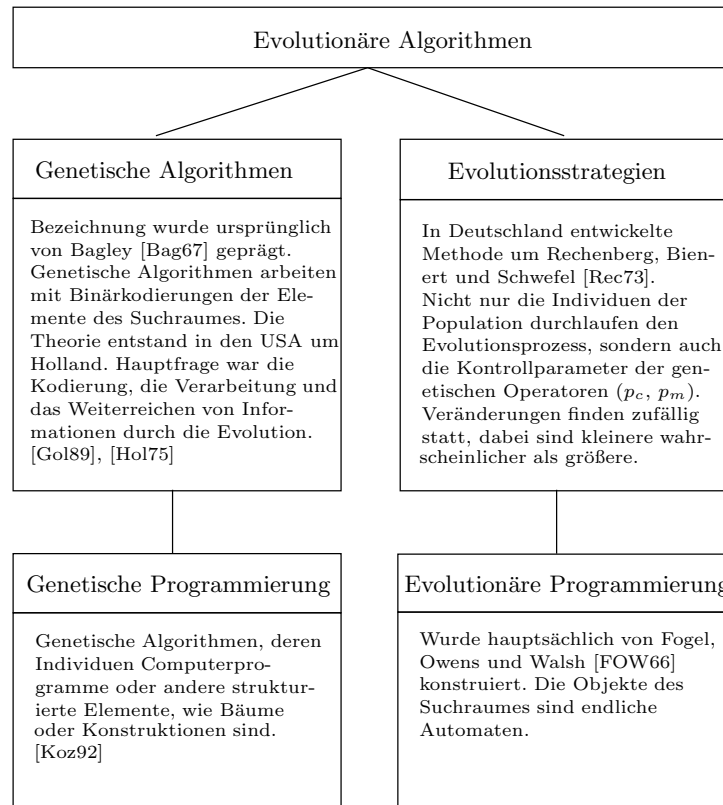 Evolutionäre Algorithmen
Genetische Algorithmen
Bezeichnung wurde ursprünglich
von Bagley [Bag67] geprägt.
Genetische Algorithmen arbeiten
mit Binärkodierungen der Ele-
mente des Suchraumes. Die
Theorie entstand in den USA um
Holland. Hauptfrage war die
Kodierung, die Verarbeitung und
das Weiterreichen von Infor-
mationen durch die Evolution.
[Gol89], [Hol75]
Evolutionsstrategien
In Deutschland entwickelte
Methode um Rechenberg, Bien-
ert und Schwefel [Rec73].
Nicht nur die Individuen der
Population durchlaufen den
Evolutionsprozess, sondern auch
die Kontrollparameter der gen-
etischen Operatoren (p_c, p_m).
Veränderungen finden zufällig
statt, dabei sind kleinere wahr-
scheinlicher als größere.
Genetische Programmierung
Genetische Algorithmen, deren
Individuen Computerpro-
gramme oder andere struktur-
ierte Elemente, wie Bäume
oder Konstruktionen sind.
[Koz92]
Evolutionäre Programmierung
Wurde hauptsächlich von Fogel,
Owens und Walsh [FOW66]
konstruiert. Die Objekte des
Suchraumes sind endliche
Automaten.